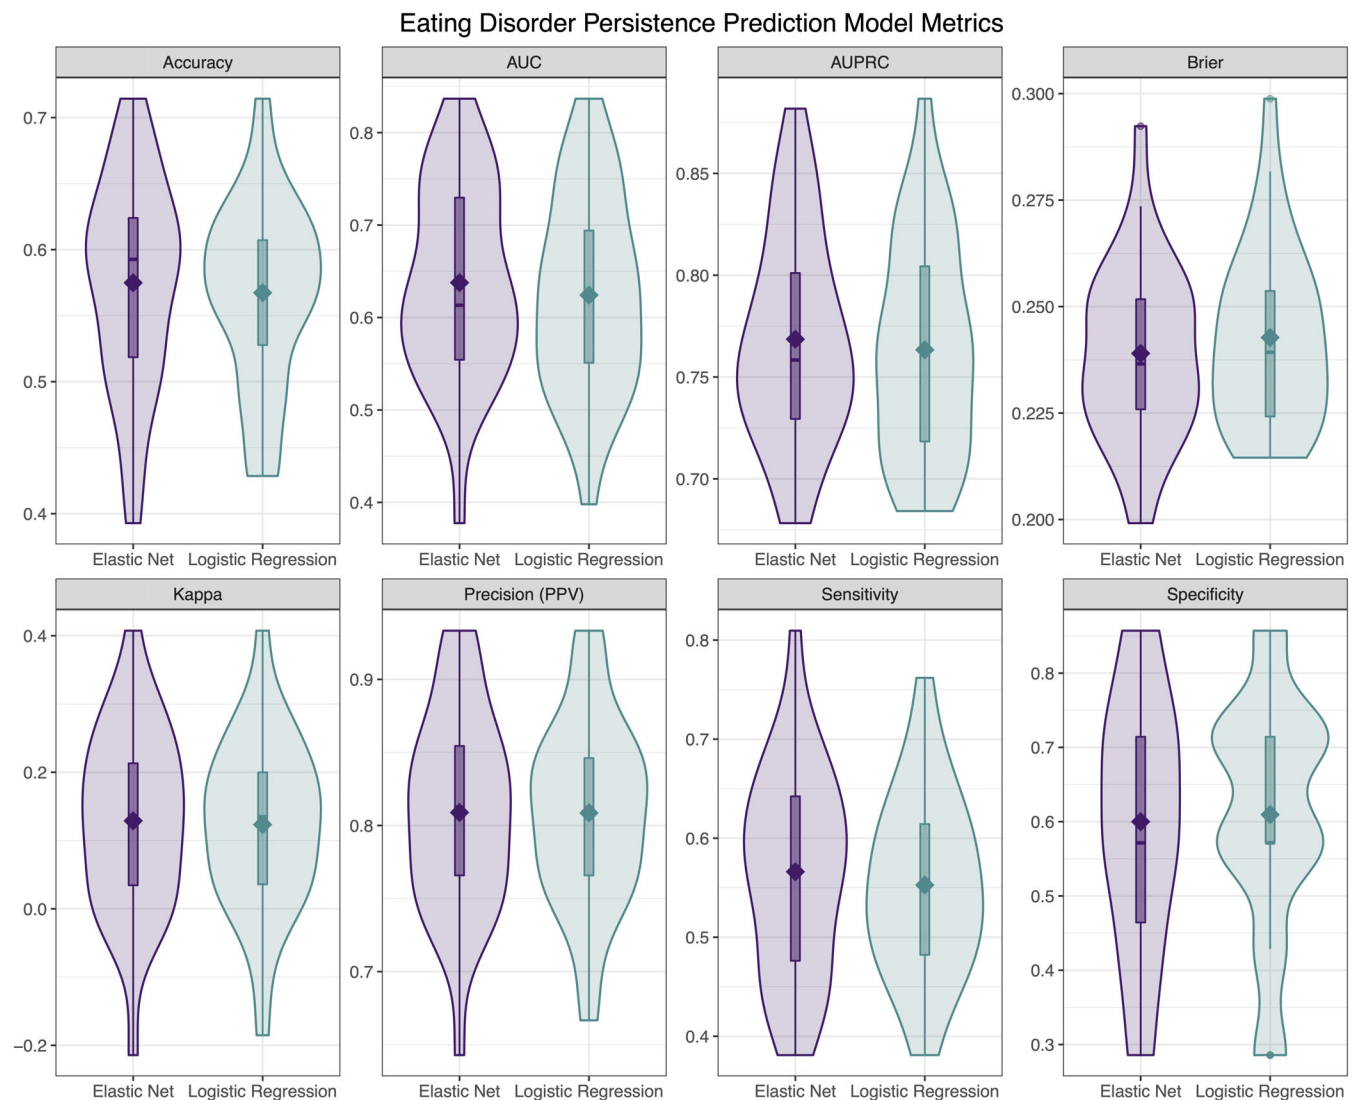 Eating Disorder Persistence Prediction Model Metrics
Accuracy
0.7
0.6
0.5
0.4
Elastic Net Logistic Regression
AUC
0.8
0.7
0.6
0.5
0.4
Elastic Net Logistic Regression
AUPRC
0.85
0.80
0.75
0.70
Elastic Net Logistic Regression
Brier
0.300
0.275
0.250
0.225
0.200
Elastic Net Logistic Regression
Kappa
0.4
0.2
0.0
−0.2
Elastic Net Logistic Regression
Precision (PPV)
0.9
0.8
0.7
Elastic Net Logistic Regression
Sensitivity
0.8
0.7
0.6
0.5
0.4
Elastic Net Logistic Regression
Specificity
0.8
0.7
0.6
0.5
0.4
0.3
Elastic Net Logistic Regression